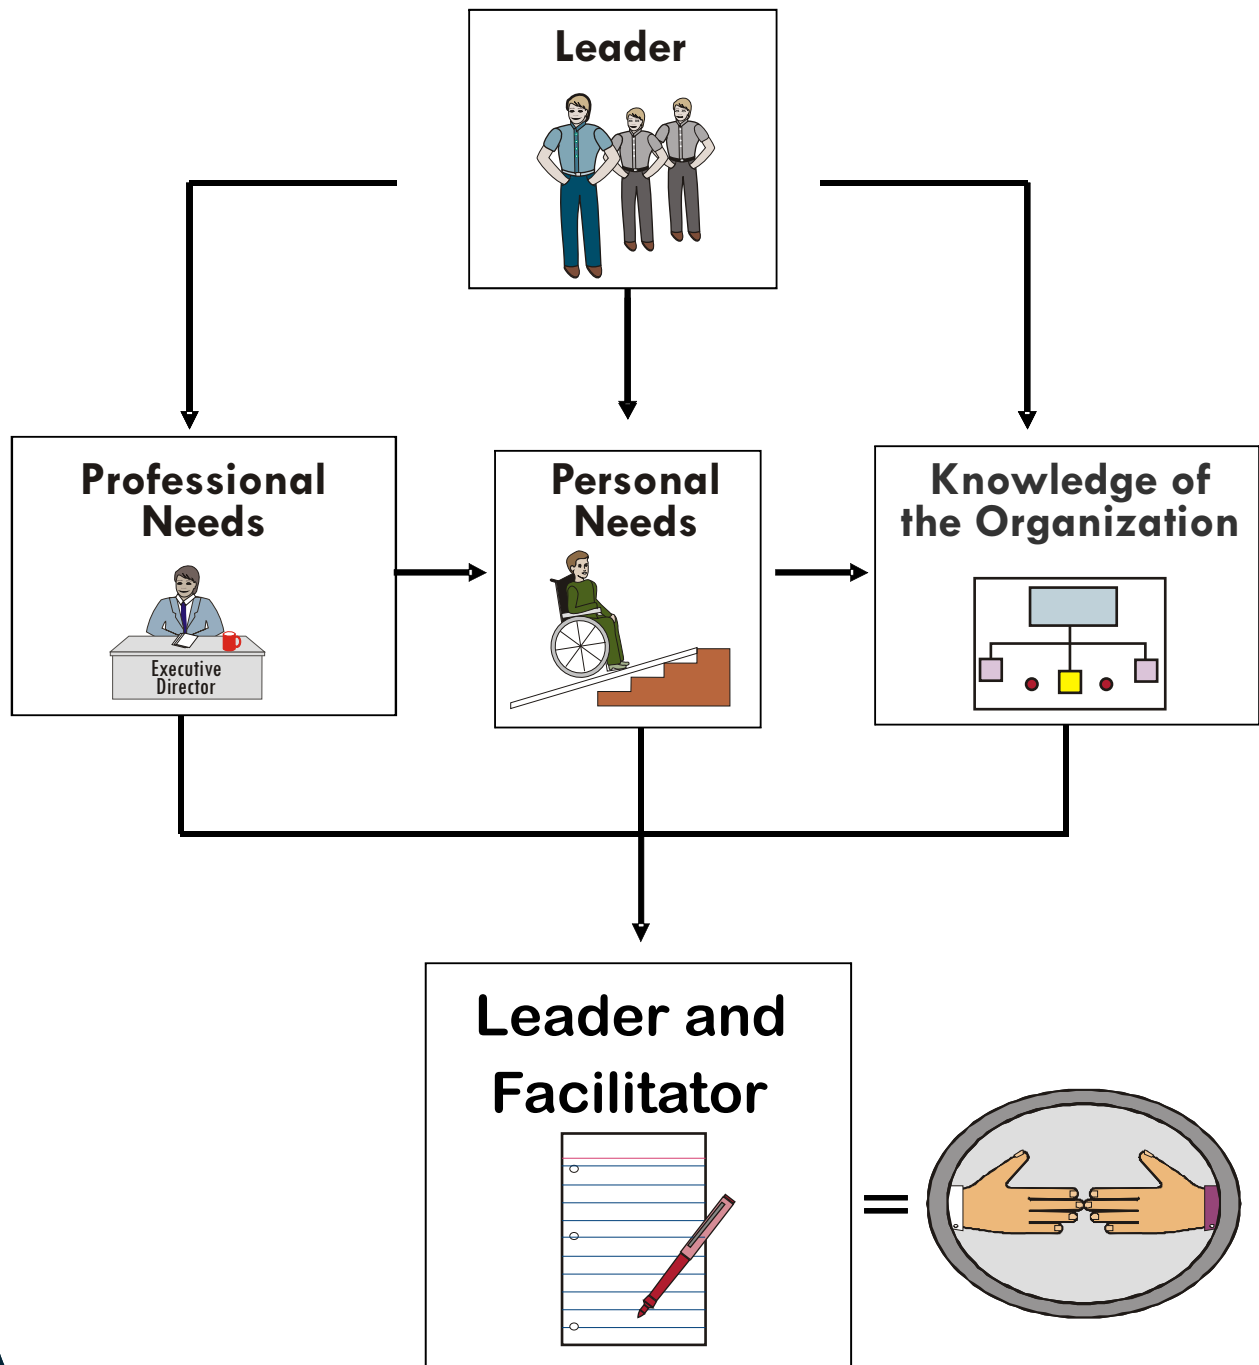 Leader
Professional
Needs
Executive
Director
Personal
Needs
Knowledge of
the Organization
Leader and
Facilitator
=